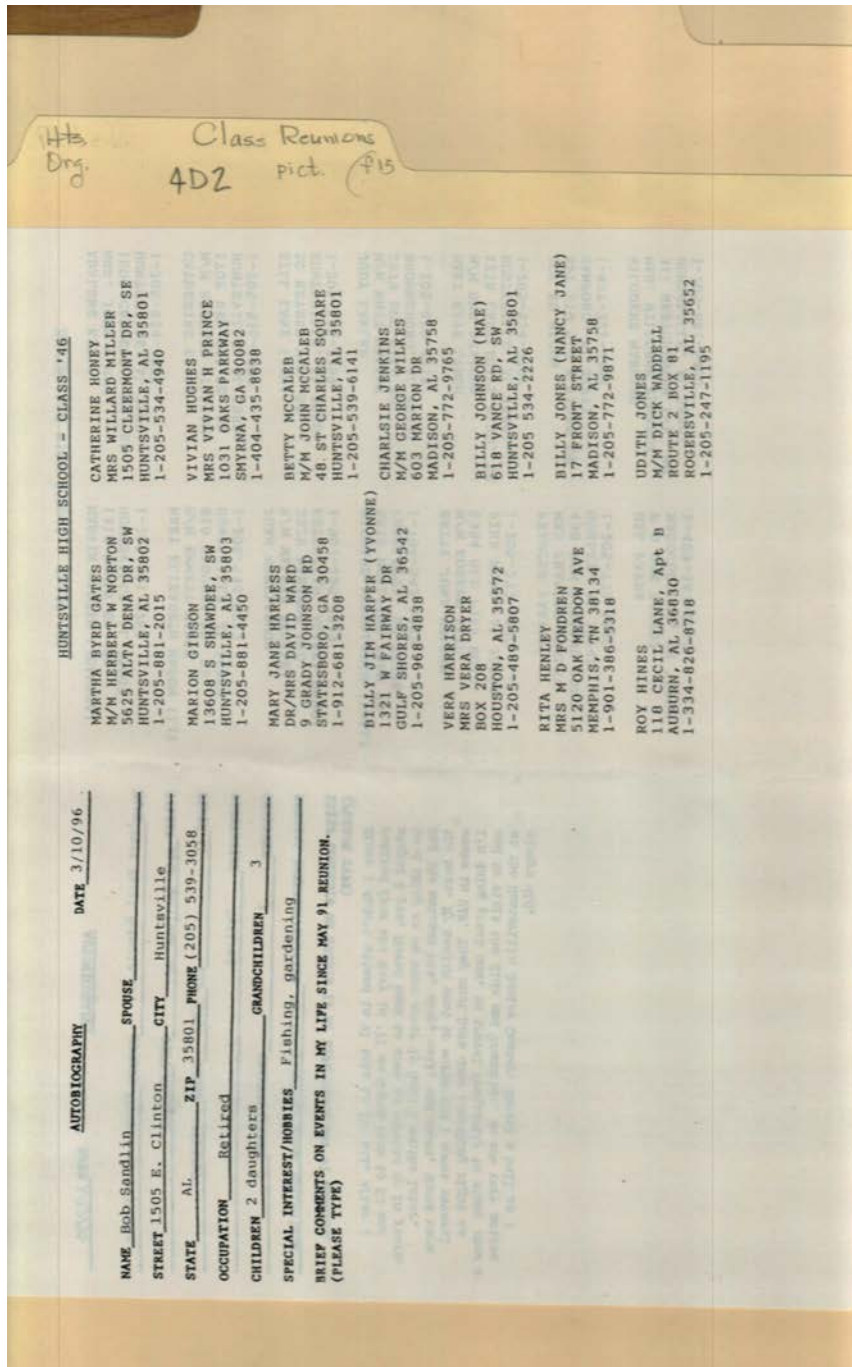 Hts. Class Reunions
Org. 4D2 pict. P15
AUTOBIOGRAPHY DATE 3/10/96
NAME Bob Sandlin SPOUSE
STREET 1505 E. Clinton CITY Huntsville
STATE AL ZIP 35801 PHONE (205) 539-3058
OCCUPATION Retired
CHILDREN 2 daughters GRANDCHILDREN 3
SPECIAL INTEREST/HOBBIES Fishing, gardening
BRIEF COMMENTS ON EVENTS IN MY LIFE SINCE MAY 91 REUNION.
(PLEASE TYPE)
HUNTSVILLE HIGH SCHOOL - CLASS '46
MARTHA BYRD GATES
M/M HERBERT W NORTON
5625 ALTA DENA DR, SW
HUNTSVILLE, AL 35802
1-205-881-2015
MARION GIBSON
13608 S SHAWDEE, SW
HUNTSVILLE, AL 35803
1-205-881-4450
MARY JANE HARLESS
DR/MRS DAVID WARD
9 GRADY JOHNSON RD
STATESBORO, GA 30458
1-912-681-3208
BILLY JIM HARPER (YVONNE)
1321 W FAIRWAY DR
GULF SHORES, AL 36542
1-205-968-4838
VERA HARRISON
MRS VERA DRYER
BOX 208
HOUSTON, AL 35572
1-205-489-5807
RITA HENLEY
MRS M D FONDREN
5120 OAK MEADOW AVE
MEMPHIS, TN 38134
1-901-386-5318
ROY HINES
118 CECIL LANE, Apt B
AUBURN, AL 36830
1-334-826-8718
CATHERINE HONEY
MRS WILLARD MILLER
1505 CLEERMONT DR, SE
HUNTSVILLE, AL 35801
1-205-534-4940
VIVIAN HUGHES
MRS VIVIAN H PRINCE
1031 OAKS PARKWAY
SMYRNA, GA 30082
1-404-435-8638
BETTY MCCALEB
M/M JOHN MCCALEB
48 ST CHARLES SQUARE
HUNTSVILLE, AL 35801
1-205-539-6141
CHARLSIE JENKINS
M/M GEORGE WILKES
603 MARION DR
MADISON, AL 35758
1-205-772-9765
BILLY JOHNSON (MAE)
618 VANCE RD, SW
HUNTSVILLE, AL 35801
1-205 534-2226
BILLY JONES (NANCY JANE)
17 FRONT STREET
MADISON, AL 35758
1-205-772-9871
UDITH JONES
M/M DICK WADDELL
ROUTE 2 BOX 81
ROGERSVILLE, AL 35652
1-205-247-1195